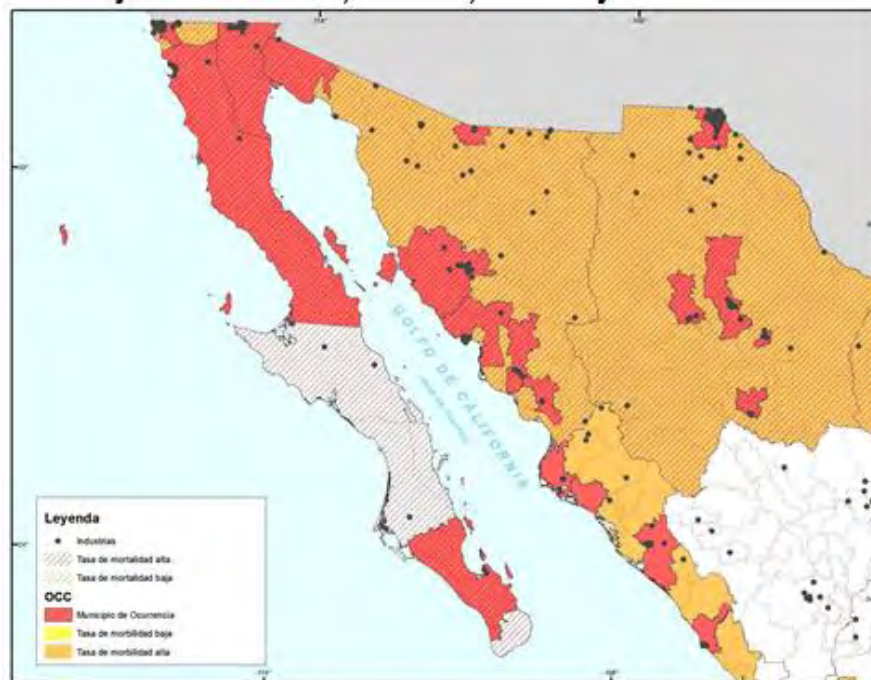 GOLFO DE CALIFORNIA
Leyenda
Industrias
Tasa de mortalidad alta
Tasa de mortalidad baja
OCC
Municipio de Ocurrencia
Tasa de morbilidad baja
Tasa de morbilidad alta